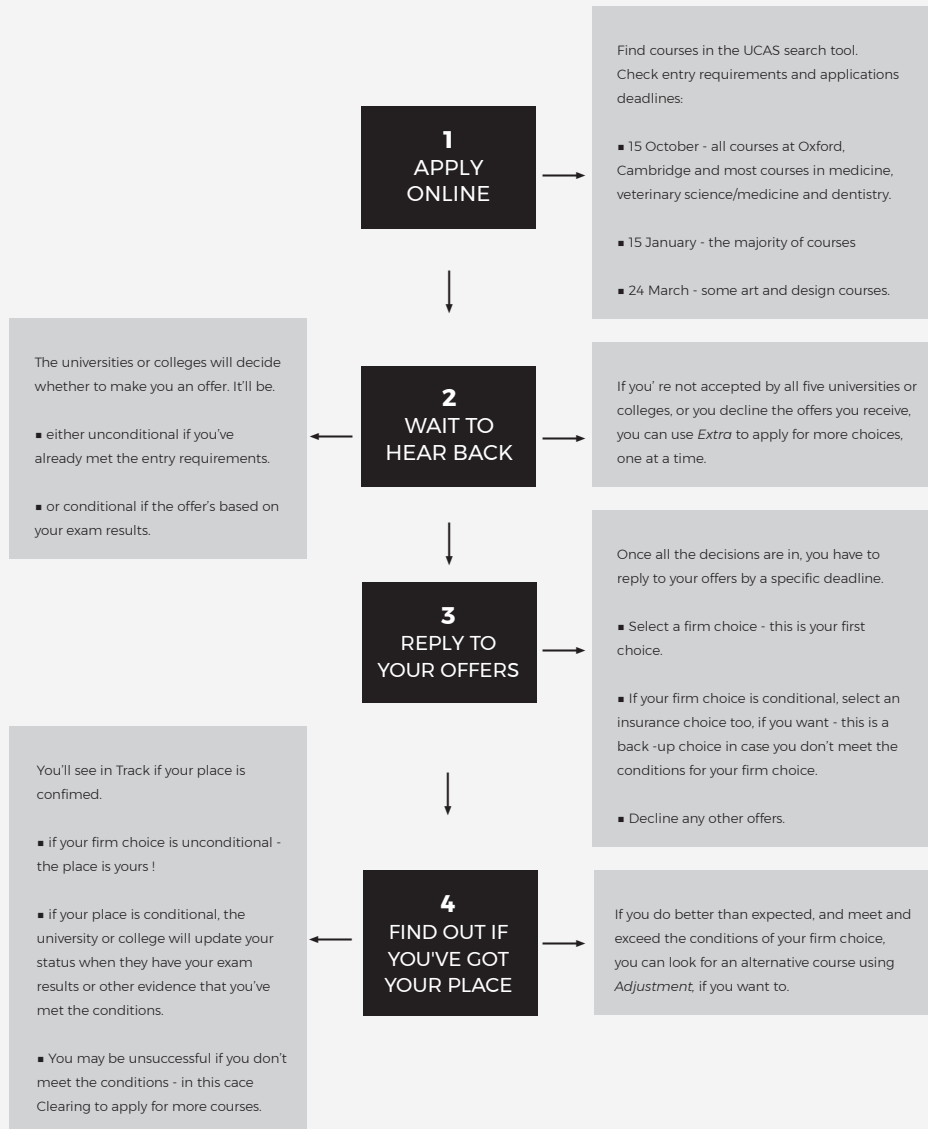 1
APPLY
ONLINE
Find courses in the UCAS search tool.
Check entry requirements and applications
deadlines:
▪ 15 October - all courses at Oxford,
Cambridge and most courses in medicine,
veterinary science/medicine and dentistry.
▪ 15 January - the majority of courses
▪ 24 March - some art and design courses.
2
WAIT TO
HEAR BACK
The universities or colleges will decide
whether to make you an offer. It'll be.
▪ either unconditional if you've
already met the entry requirements.
▪ or conditional if the offer's based on
your exam results.
If you' re not accepted by all five universities or
colleges, or you decline the offers you receive,
you can use Extra to apply for more choices,
one at a time.
3
REPLY TO
YOUR OFFERS
Once all the decisions are in, you have to
reply to your offers by a specific deadline.
▪ Select a firm choice - this is your first
choice.
▪ If your firm choice is conditional, select an
insurance choice too, if you want - this is a
back -up choice in case you don't meet the
conditions for your firm choice.
▪ Decline any other offers.
4
FIND OUT IF
YOU'VE GOT
YOUR PLACE
You'll see in Track if your place is
confimed.
▪ if your firm choice is unconditional -
the place is yours !
▪ if your place is conditional, the
university or college will update your
status when they have your exam
results or other evidence that you've
met the conditions.
▪ You may be unsuccessful if you don't
meet the conditions - in this cace
Clearing to apply for more courses.
If you do better than expected, and meet and
exceed the conditions of your firm choice,
you can look for an alternative course using
Adjustment, if you want to.